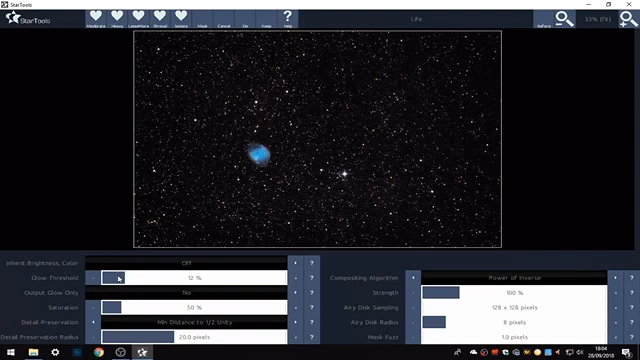 StarTools
StarTools
Moderate
Heavy
LessMore
Shroud
Isolate
Mask
Cancel
Do
Keep
Help
Life
Before
33% (fit)
Inherit Brightness, Color
Off
?
Glow Threshold
-
12 %
?
Output Glow Only
No
?
Saturation
-
50 %
?
Detail Preservation
Min Distance to 1/2 Unity
?
Detail Preservation Radius
-
20.0 pixels
?
Compositing Algorithm
Power of Inverse
?
Strength
-
100 %
?
Airy Disk Sampling
128 x 128 pixels
?
Airy Disk Radius
-
8 pixels
?
Mask Fuzz
-
1.0 pixels
?
18:04
28/09/2018